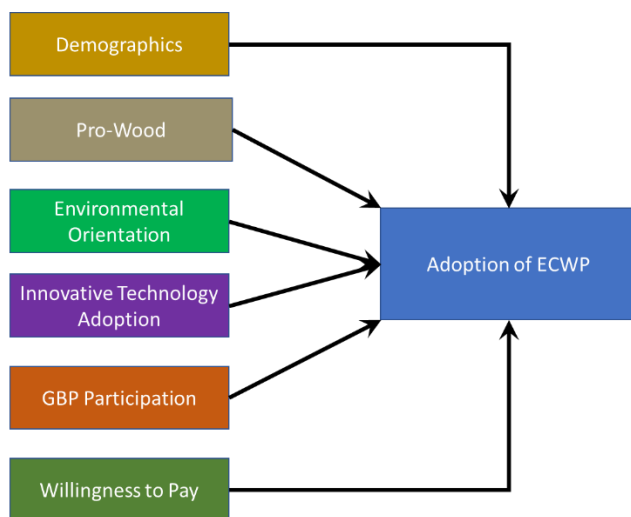 Demographics
Pro-Wood
Environmental
Orientation
Innovative Technology
Adoption
GBP Participation
Willingness to Pay
Adoption of ECWP